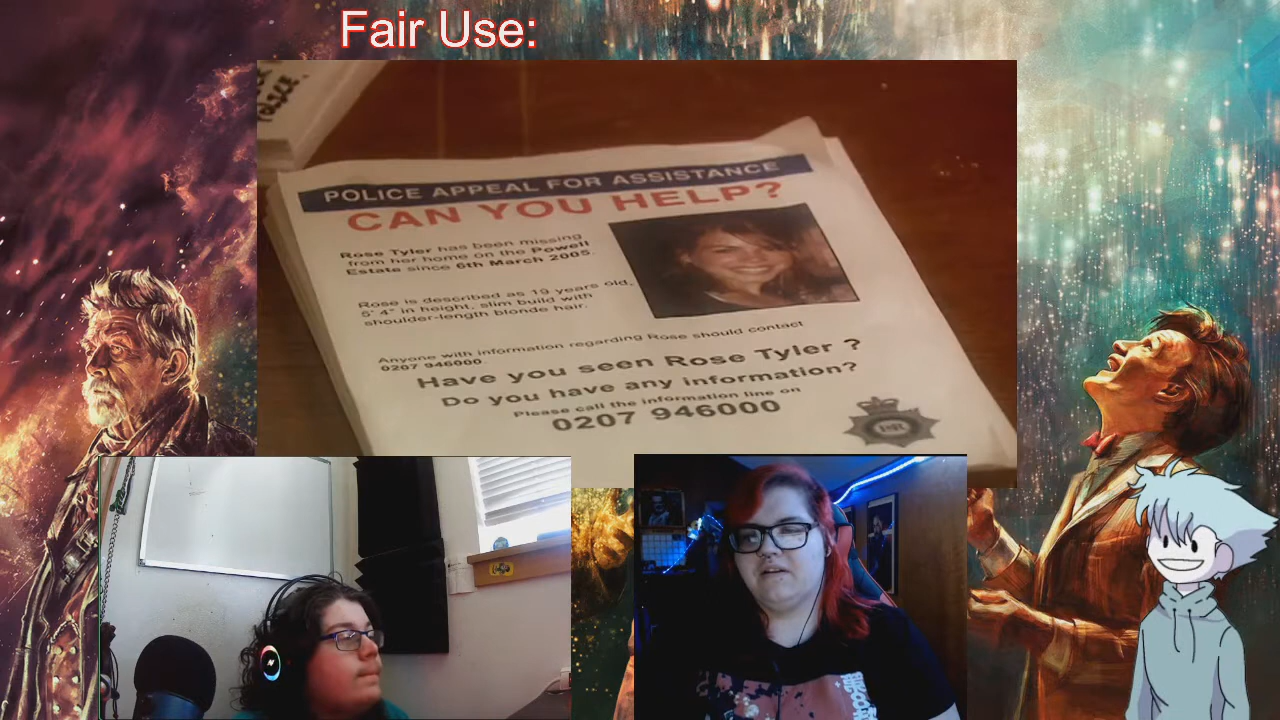 Fair Use:
POLICE.
POLICE APPEAL FOR ASSISTANCE
CAN YOU HELP?
Rose Tyler has been missing
from her home on the Powell
Estate since 6th March 2005.
Rose is described as 19 years old,
5' 4" in height, slim build with
shoulder-length blonde hair.
Anyone with information regarding Rose should contact
0207 946000.
Have you seen Rose Tyler ?
Do you have any information?
Please call the information line on
0207 946000
EIIR